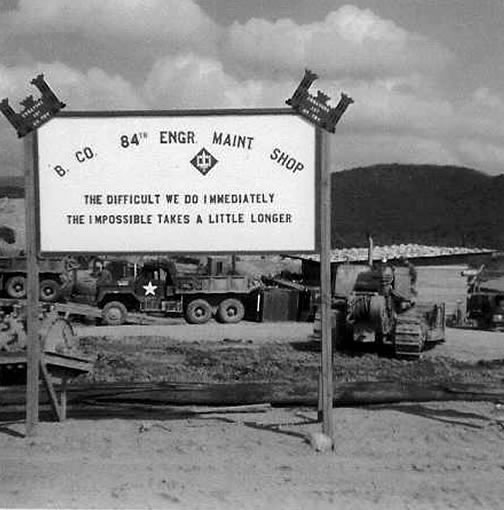 B. CO. 84TH ENGR. MAINT. SHOP
THE DIFFICULT WE DO IMMEDIATELY
THE IMPOSSIBLE TAKES A LITTLE LONGER